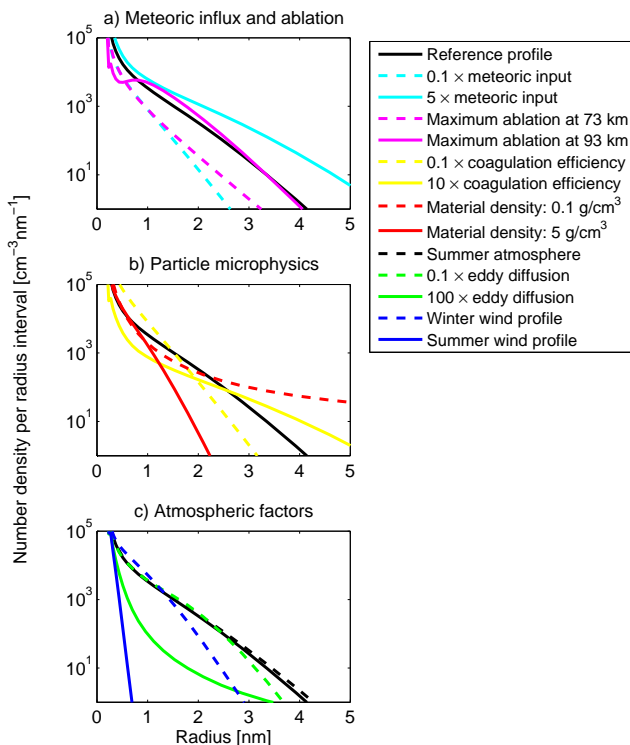 a) Meteoric influx and ablation
10^5
10^3
10^1
0 1 2 3 4 5
Reference profile
0.1 × meteoric input
5 × meteoric input
Maximum ablation at 73 km
Maximum ablation at 93 km
0.1 × coagulation efficiency
10 × coagulation efficiency
Material density: 0.1 g/cm^3
Material density: 5 g/cm^3
Summer atmosphere
0.1 × eddy diffusion
100 × eddy diffusion
Winter wind profile
Summer wind profile
Number density per radius interval [cm^-3nm^-1]
b) Particle microphysics
10^5
10^3
10^1
0 1 2 3 4 5
c) Atmospheric factors
10^5
10^3
10^1
0 1 2 3 4 5
Radius [nm]